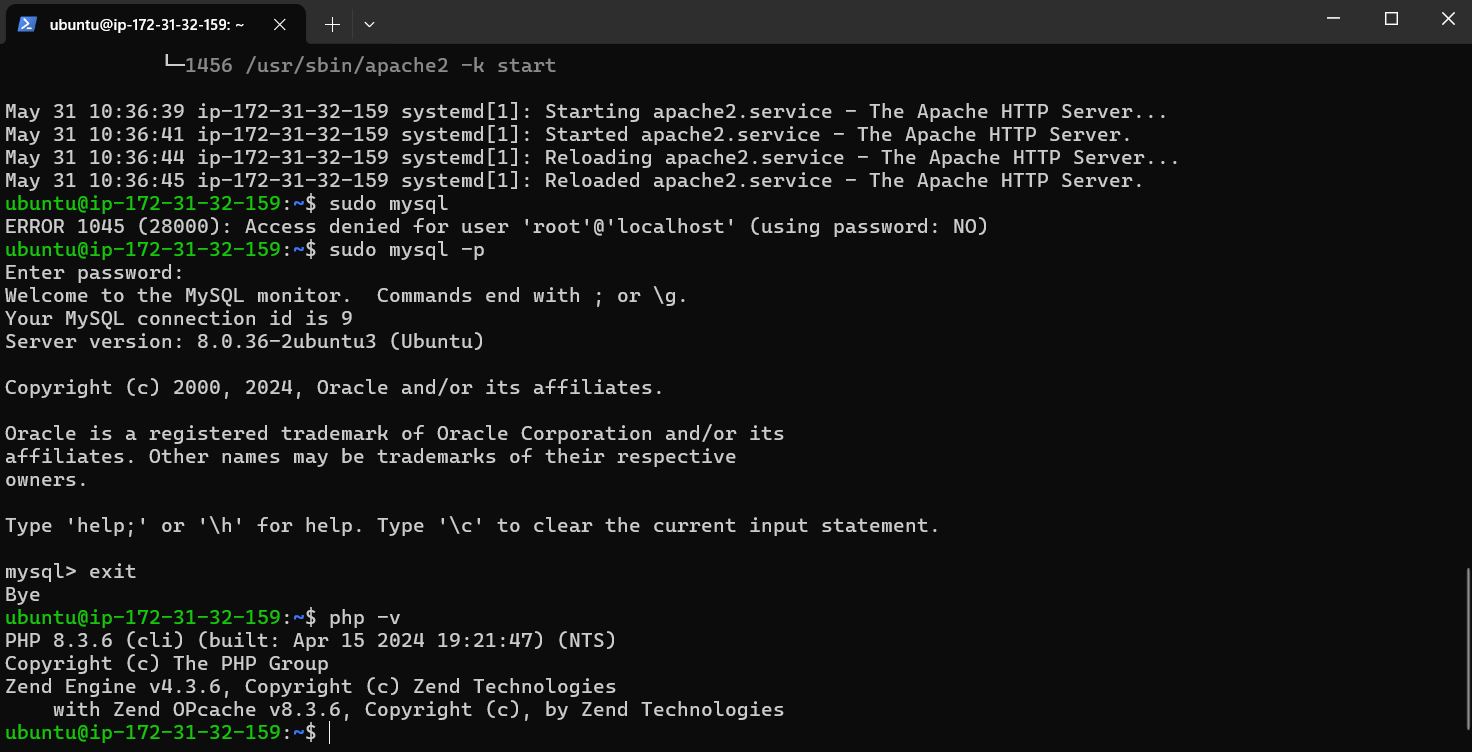 ubuntu@ip-172-31-32-159: ~
└─1456 /usr/sbin/apache2 -k start
May 31 10:36:39 ip-172-31-32-159 systemd[1]: Starting apache2.service - The Apache HTTP Server...
May 31 10:36:41 ip-172-31-32-159 systemd[1]: Started apache2.service - The Apache HTTP Server.
May 31 10:36:44 ip-172-31-32-159 systemd[1]: Reloading apache2.service - The Apache HTTP Server...
May 31 10:36:45 ip-172-31-32-159 systemd[1]: Reloaded apache2.service - The Apache HTTP Server.
ubuntu@ip-172-31-32-159:~$ sudo mysql
ERROR 1045 (28000): Access denied for user 'root'@'localhost' (using password: NO)
ubuntu@ip-172-31-32-159:~$ sudo mysql -p
Enter password:
Welcome to the MySQL monitor.  Commands end with ; or \g.
Your MySQL connection id is 9
Server version: 8.0.36-2ubuntu3 (Ubuntu)
Copyright (c) 2000, 2024, Oracle and/or its affiliates.
Oracle is a registered trademark of Oracle Corporation and/or its
affiliates. Other names may be trademarks of their respective
owners.
Type 'help;' or '\h' for help. Type '\c' to clear the current input statement.
mysql> exit
Bye
ubuntu@ip-172-31-32-159:~$ php -v
PHP 8.3.6 (cli) (built: Apr 15 2024 19:21:47) (NTS)
Copyright (c) The PHP Group
Zend Engine v4.3.6, Copyright (c) Zend Technologies
    with Zend OPcache v8.3.6, Copyright (c), by Zend Technologies
ubuntu@ip-172-31-32-159:~$